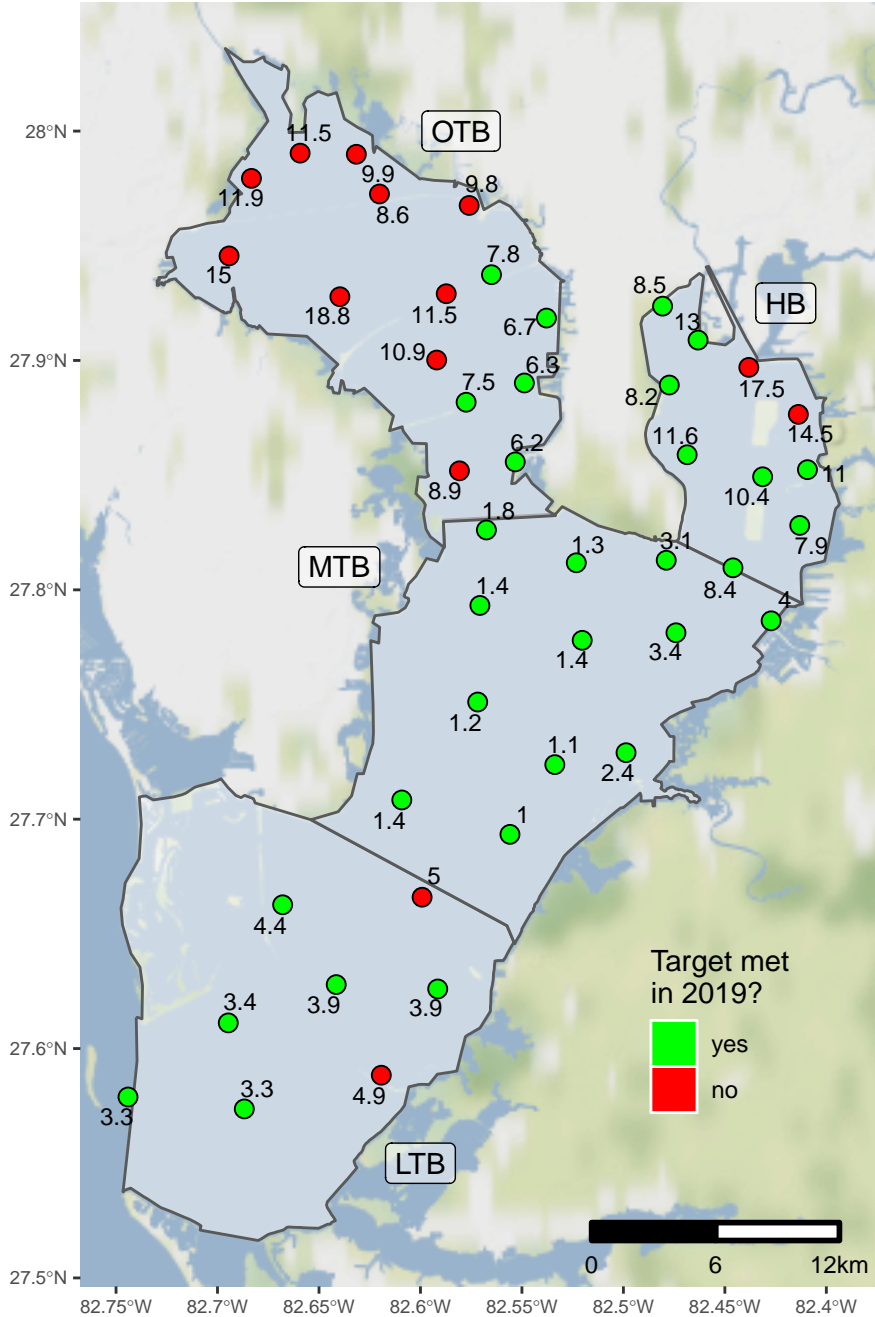 28°N
27.9°N
27.8°N
27.7°N
27.6°N
27.5°N
OTB
11.5
9.9
11.9
8.6
9.8
15
7.8
18.8
11.5
6.7
10.9
6.3
7.5
6.2
8.9
HB
8.5
13
17.5
8.2
14.5
11.6
11
10.4
7.9
8.4
MTB
1.8
1.3
3.1
4
1.4
1.4
3.4
1.2
1.1
2.4
1.4
1
5
4.4
3.9
3.9
3.4
4.9
3.3
3.3
LTB
Target met
in 2019?
yes
no
0 6 12km
82.75°W 82.7°W 82.65°W 82.6°W 82.55°W 82.5°W 82.45°W 82.4°W